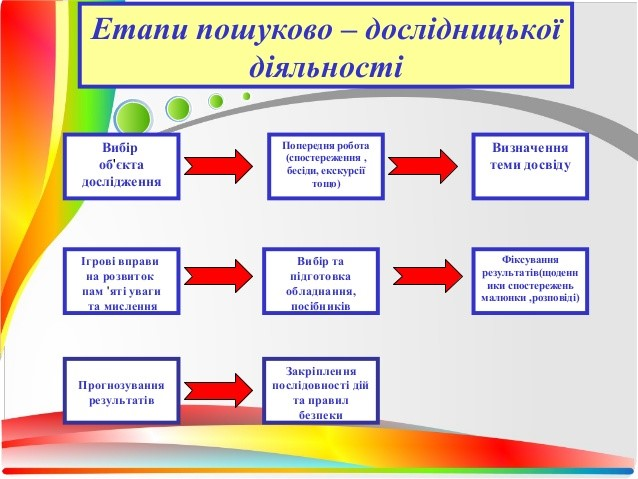 Етапи пошуково – дослідницької
діяльності
Вибір
об'єкта
дослідження
Попередня робота
(спостереження ,
бесіди, екскурсії
тощо)
Визначення
теми досвіду
Ігрові вправи
на розвиток
пам 'яті уваги
та мислення
Вибір та
підготовка
обладнання,
посібників
Фіксування
результатів(щоденн
ики спостережень
малюнки ,розповіді)
Прогнозування
результатів
Закріплення
послідовності дій
та правил
безпеки